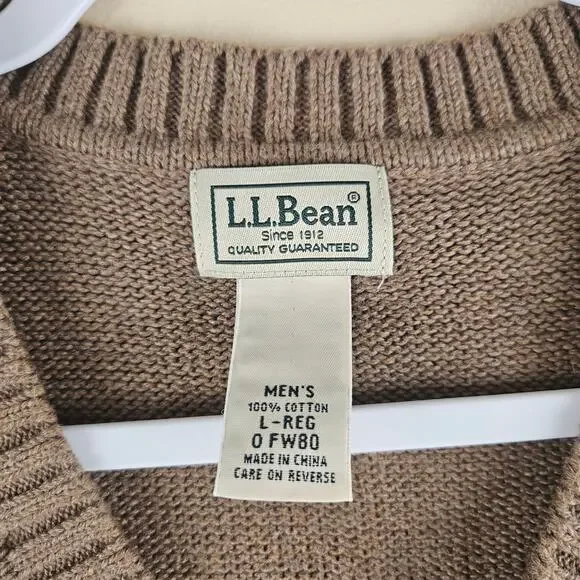 L.L.Bean®
Since 1912
QUALITY GUARANTEED
MEN'S
100% COTTON
L-REG
0 FW80
MADE IN CHINA
CARE ON REVERSE